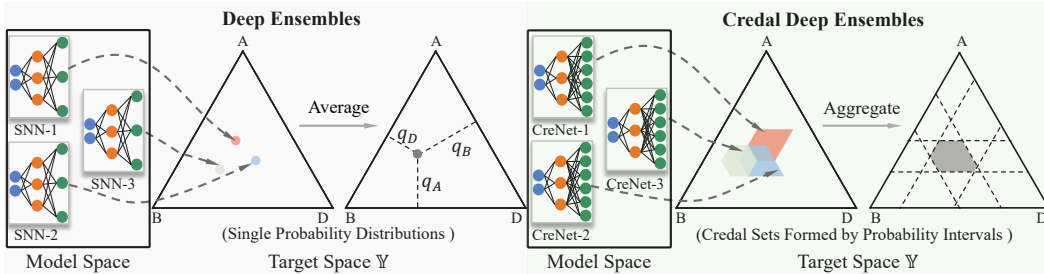 Deep Ensembles
SNN-1
SNN-3
SNN-2
Model Space
A
B
D
Average
A
q_D
q_B
q_A
D
(Single Probability Distributions )
Target Space 𝕐
Credal Deep Ensembles
CreNet-1
CreNet-3
CreNet-2
Model Space
A
B
D
Aggregate
A
D
(Credal Sets Formed by Probability Intervals )
Target Space 𝕐